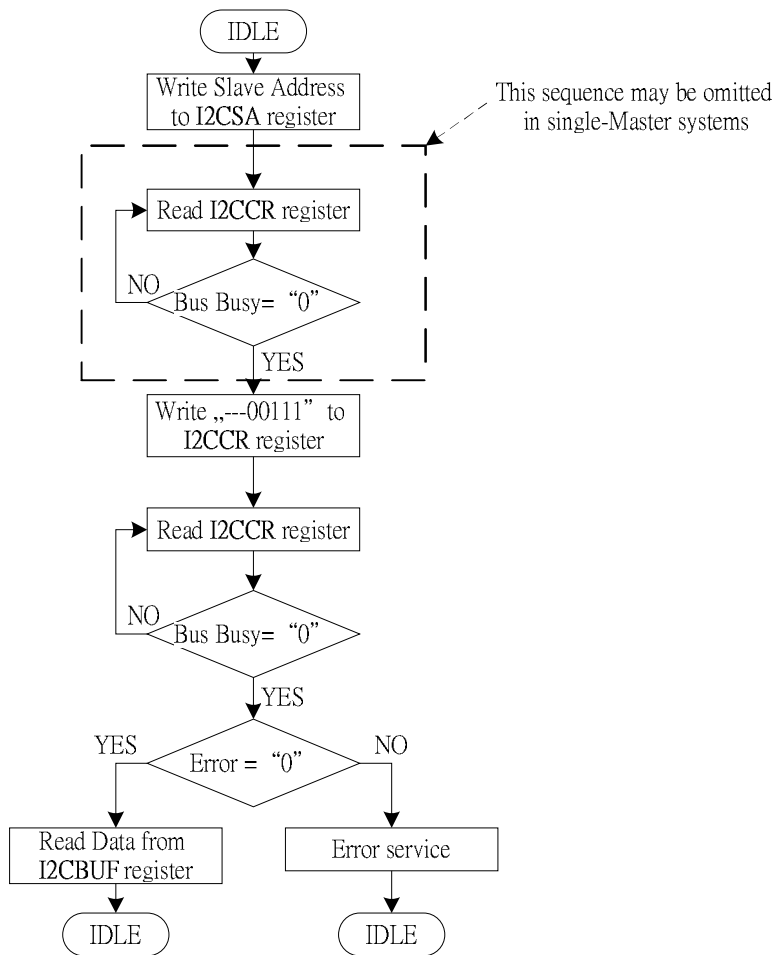 IDLE
Write Slave Address
to I2CSA register
This sequence may be omitted
in single-Master systems
Read I2CCR register
NO
Bus Busy= “0”
YES
Write „---00111” to
I2CCR register
Read I2CCR register
NO
Bus Busy= “0”
YES
YES
NO
Error = “0”
Read Data from
I2CBUF register
Error service
IDLE
IDLE